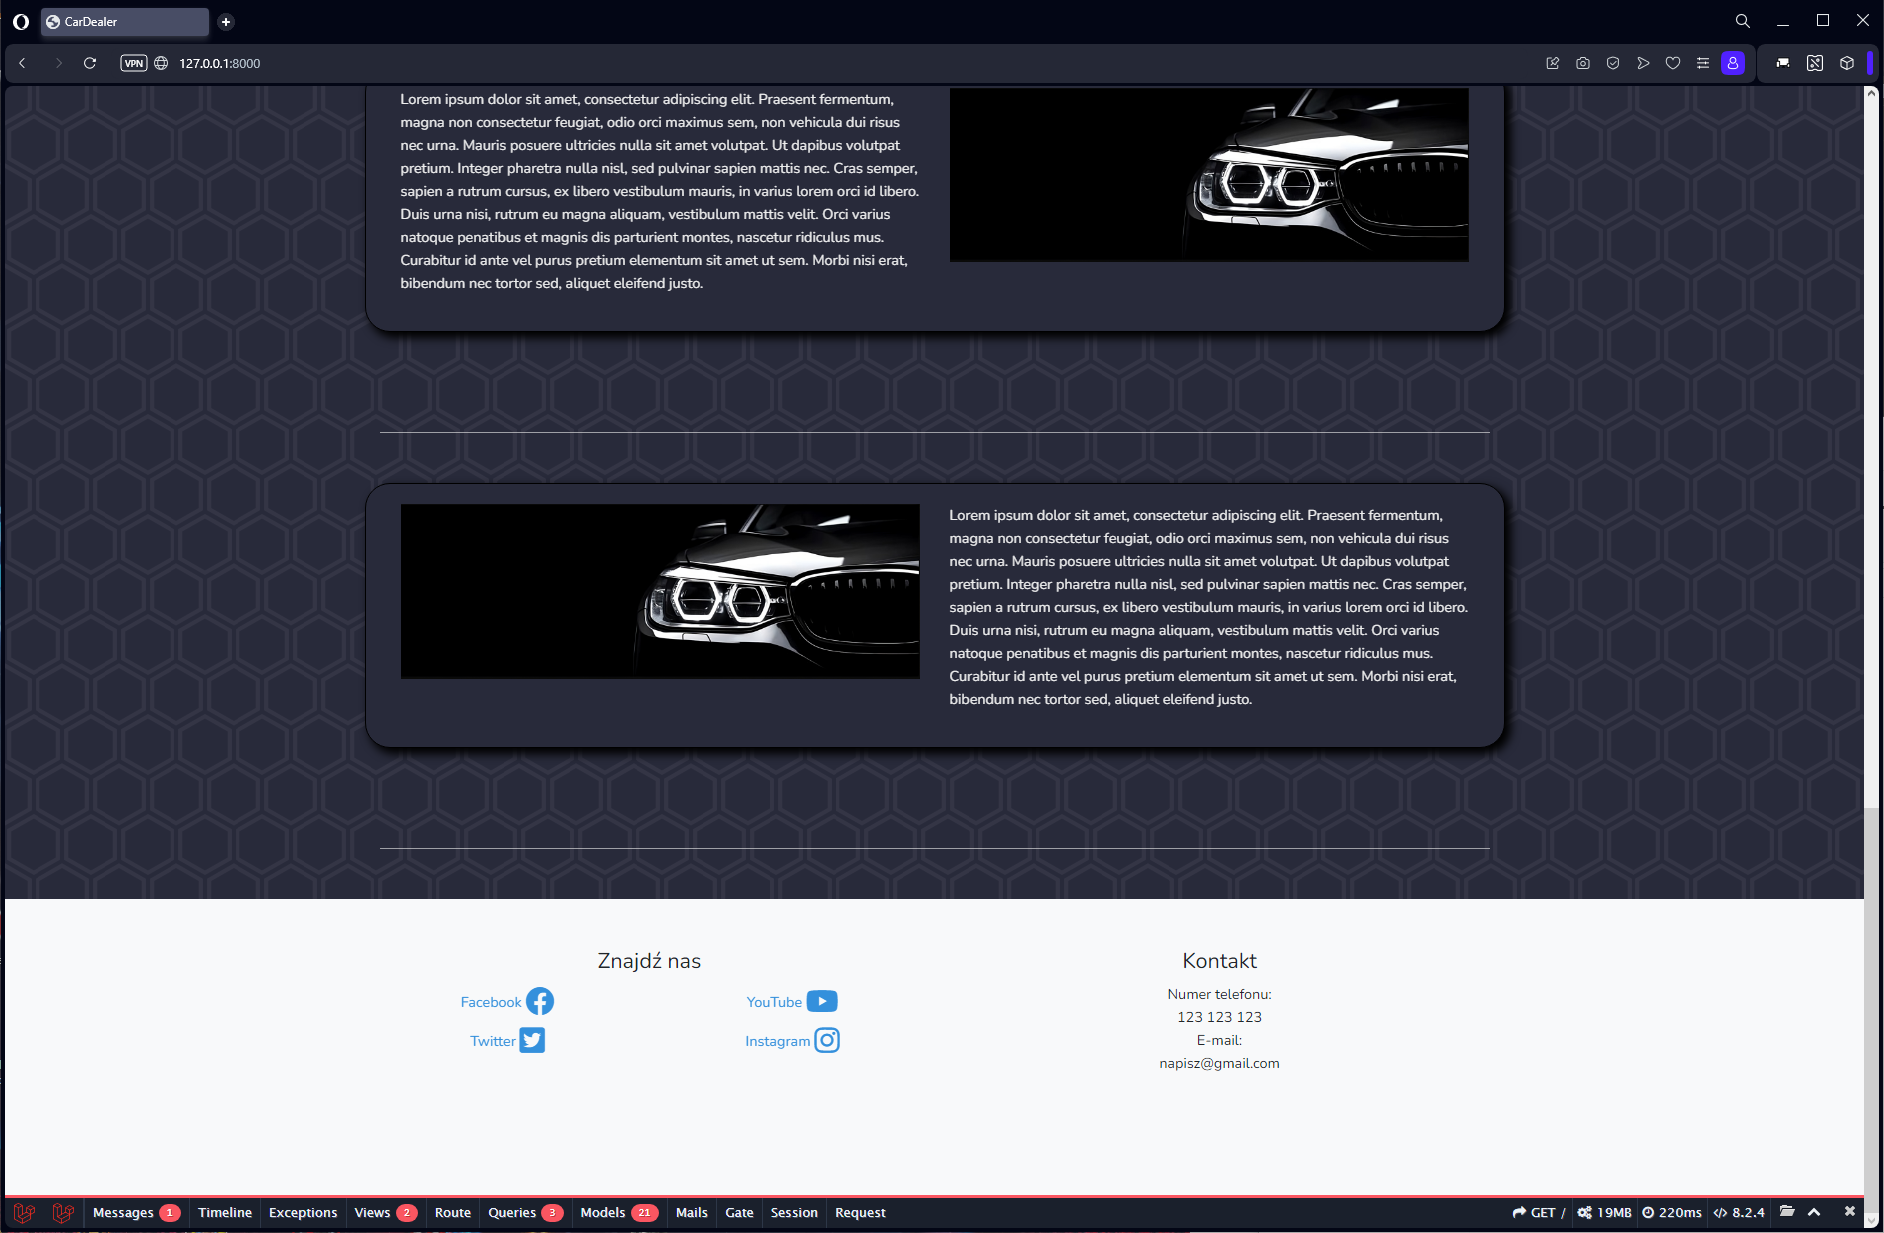 CarDealer
VPN
127.0.0.1:8000
Lorem ipsum dolor sit amet, consectetur adipiscing elit. Praesent fermentum,
magna non consectetur feugiat, odio orci maximus sem, non vehicula dui risus
nec urna. Mauris posuere ultricies nulla sit amet volutpat. Ut dapibus volutpat
pretium. Integer pharetra nulla nisl, sed pulvinar sapien mattis nec. Cras semper,
sapien a rutrum cursus, ex libero vestibulum mauris, in varius lorem orci id libero.
Duis urna nisi, rutrum eu magna aliquam, vestibulum mattis velit. Orci varius
natoque penatibus et magnis dis parturient montes, nascetur ridiculus mus.
Curabitur id ante vel purus pretium elementum sit amet ut sem. Morbi nisi erat,
bibendum nec tortor sed, aliquet eleifend justo.
Lorem ipsum dolor sit amet, consectetur adipiscing elit. Praesent fermentum,
magna non consectetur feugiat, odio orci maximus sem, non vehicula dui risus
nec urna. Mauris posuere ultricies nulla sit amet volutpat. Ut dapibus volutpat
pretium. Integer pharetra nulla nisl, sed pulvinar sapien mattis nec. Cras semper,
sapien a rutrum cursus, ex libero vestibulum mauris, in varius lorem orci id libero.
Duis urna nisi, rutrum eu magna aliquam, vestibulum mattis velit. Orci varius
natoque penatibus et magnis dis parturient montes, nascetur ridiculus mus.
Curabitur id ante vel purus pretium elementum sit amet ut sem. Morbi nisi erat,
bibendum nec tortor sed, aliquet eleifend justo.
Znajdź nas
Facebook
YouTube
Twitter
Instagram
Kontakt
Numer telefonu:
123 123 123
E-mail:
napisz@gmail.com
Messages 1 Timeline Exceptions Views 2 Route Queries 3 Models 21 Mails Gate Session Request GET / 19MB 220ms 8.2.4